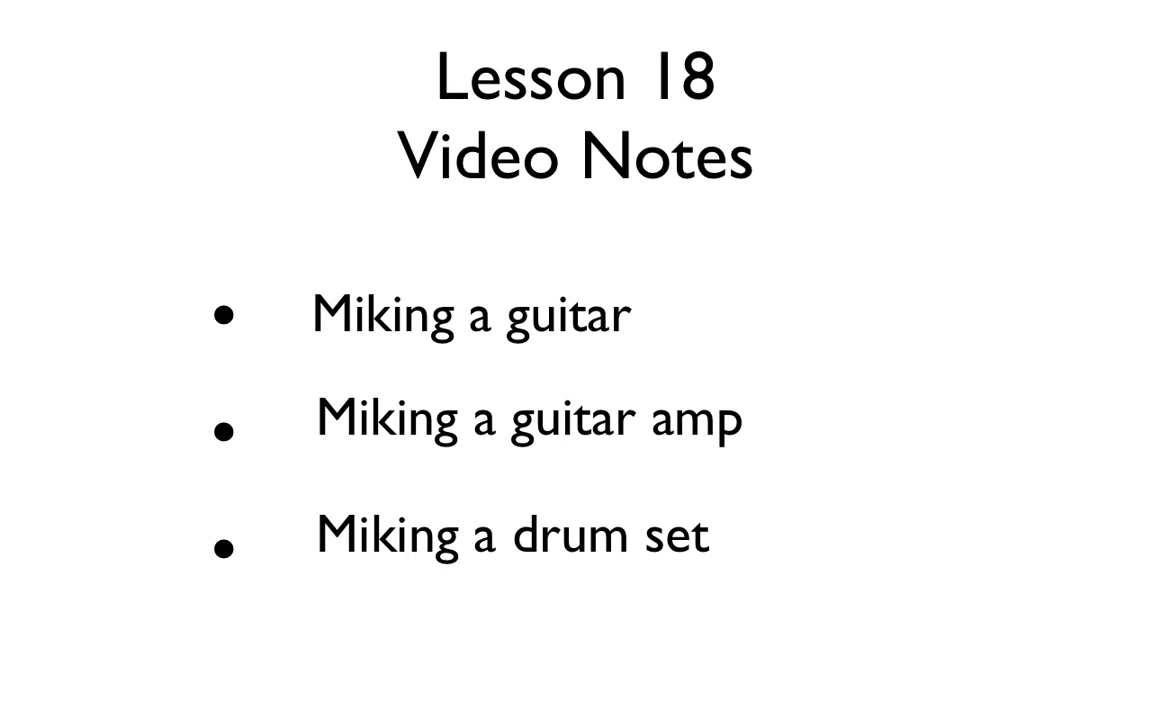 Lesson 18
Video Notes
• Miking a guitar
• Miking a guitar amp
• Miking a drum set